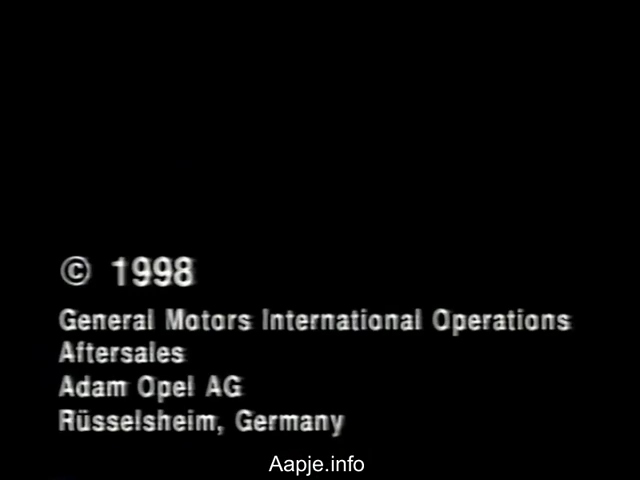 © 1998
General Motors International Operations
Aftersales
Adam Opel AG
Rüsselsheim, Germany
Aapje.info